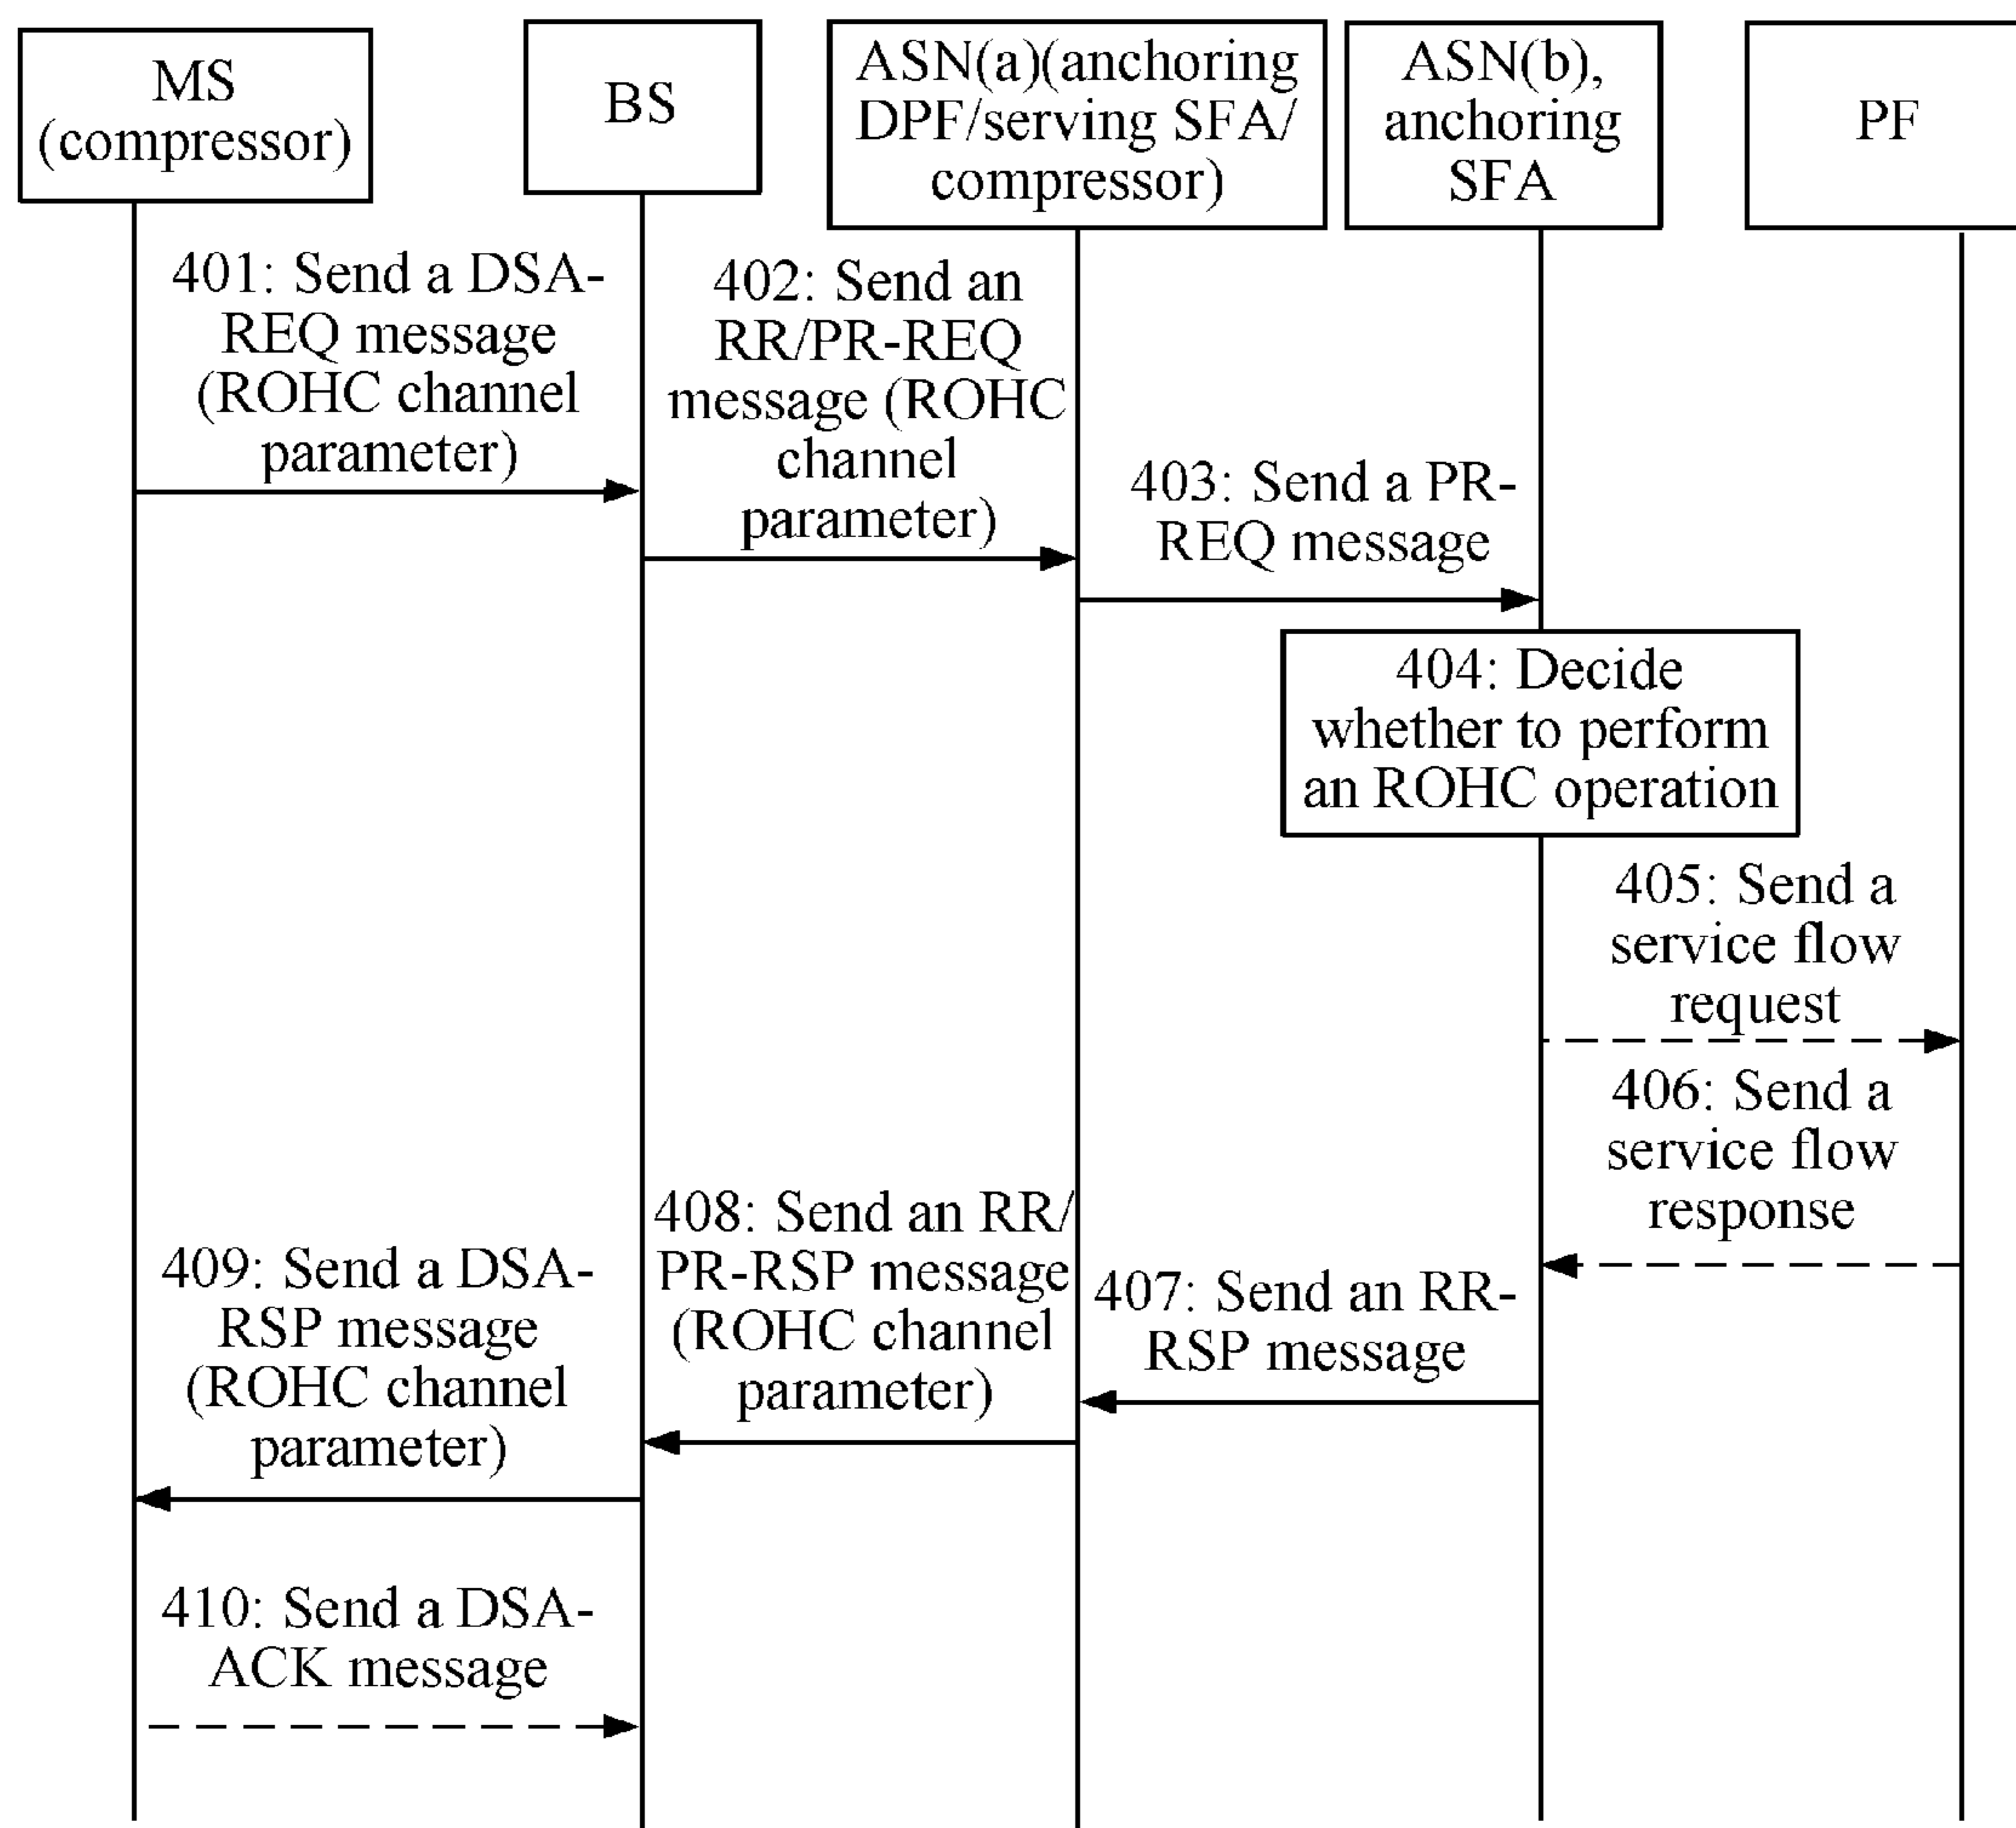 MS
(compressor)
BS
ASN(a)(anchoring
DPF/serving SFA/
compressor)
ASN(b),
anchoring
SFA
PF
401: Send a DSA-
REQ message
(ROHC channel
parameter)
402: Send an
RR/PR-REQ
message (ROHC
channel
parameter)
403: Send a PR-
REQ message
404: Decide
whether to perform
an ROHC operation
405: Send a
service flow
request
406: Send a
service flow
response
407: Send an RR-
RSP message
408: Send an RR/
PR-RSP message
(ROHC channel
parameter)
409: Send a DSA-
RSP message
(ROHC channel
parameter)
410: Send a DSA-
ACK message